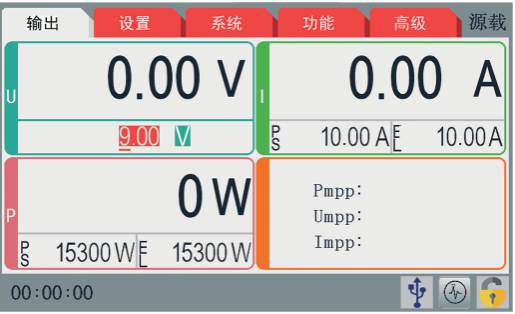 输出 设置 系统 功能 高级 源载
U 0.00 V
9.00 V
I 0.00 A
PS 10.00 A EL 10.00 A
P 0 W
PS 15300 W EL 15300 W
Pmpp:
Umpp:
Impp:
00:00:00